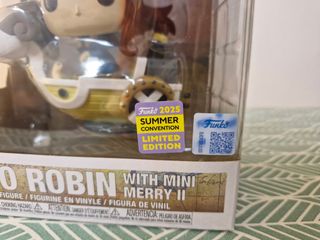 Funko 2025
SUMMER
CONVENTION
LIMITED
EDITION
Funko
O ROBIN WITH MINI
MERRY II
FIGURE / FIGURINE EN VINYLE / FIGURA DE VINIL